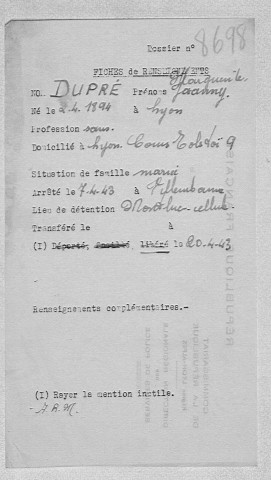 Dossier n° 8698
FICHES de RENSEIGNEMENTS
Marguerite
NOM DUPRÉ Prénoms Jeanny.
Né le 2.4.1894 à Lyon
Profession sans.
Domicilié à Lyon Cours Tolstoï 9
Situation de famille marié
Arrêté le 7.4.43 à Villeurbanne
Lieu de détention Montluc cellule
Transféré le à
(I) Déporté, fusillé, libéré le 20.4.43
Renseignements complémentaires.-
(I) Rayer la mention inutile.
- A.R.M.